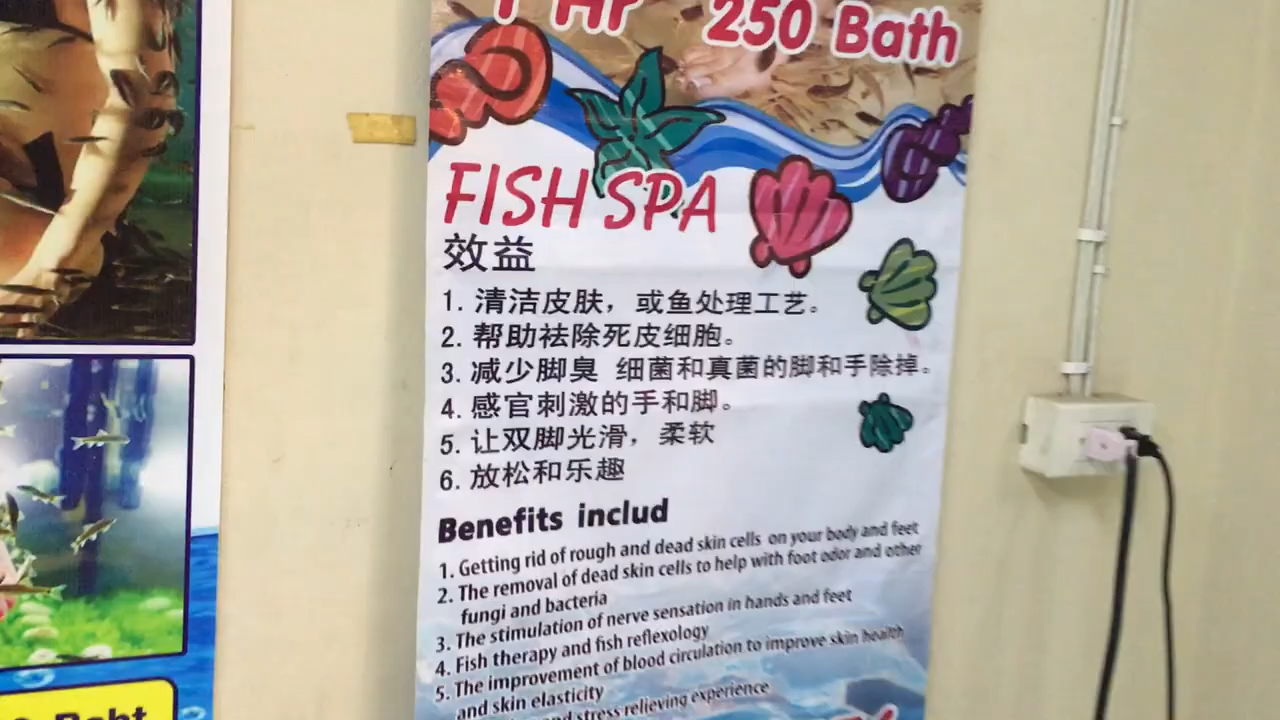 1 Hr 250 Bath
FISH SPA
效益
1. 清洁皮肤，或鱼处理工艺。
2. 帮助祛除死皮细胞。
3. 减少脚臭 细菌和真菌的脚和手除掉。
4. 感官刺激的手和脚。
5. 让双脚光滑，柔软
6. 放松和乐趣
Benefits includ
1. Getting rid of rough and dead skin cells on your body and feet
2. The removal of dead skin cells to help with foot odor and other
fungi and bacteria
3. The stimulation of nerve sensation in hands and feet
4. Fish therapy and fish reflexology
5. The improvement of blood circulation to improve skin health
and skin elasticity
and stress relieving experience
Baht